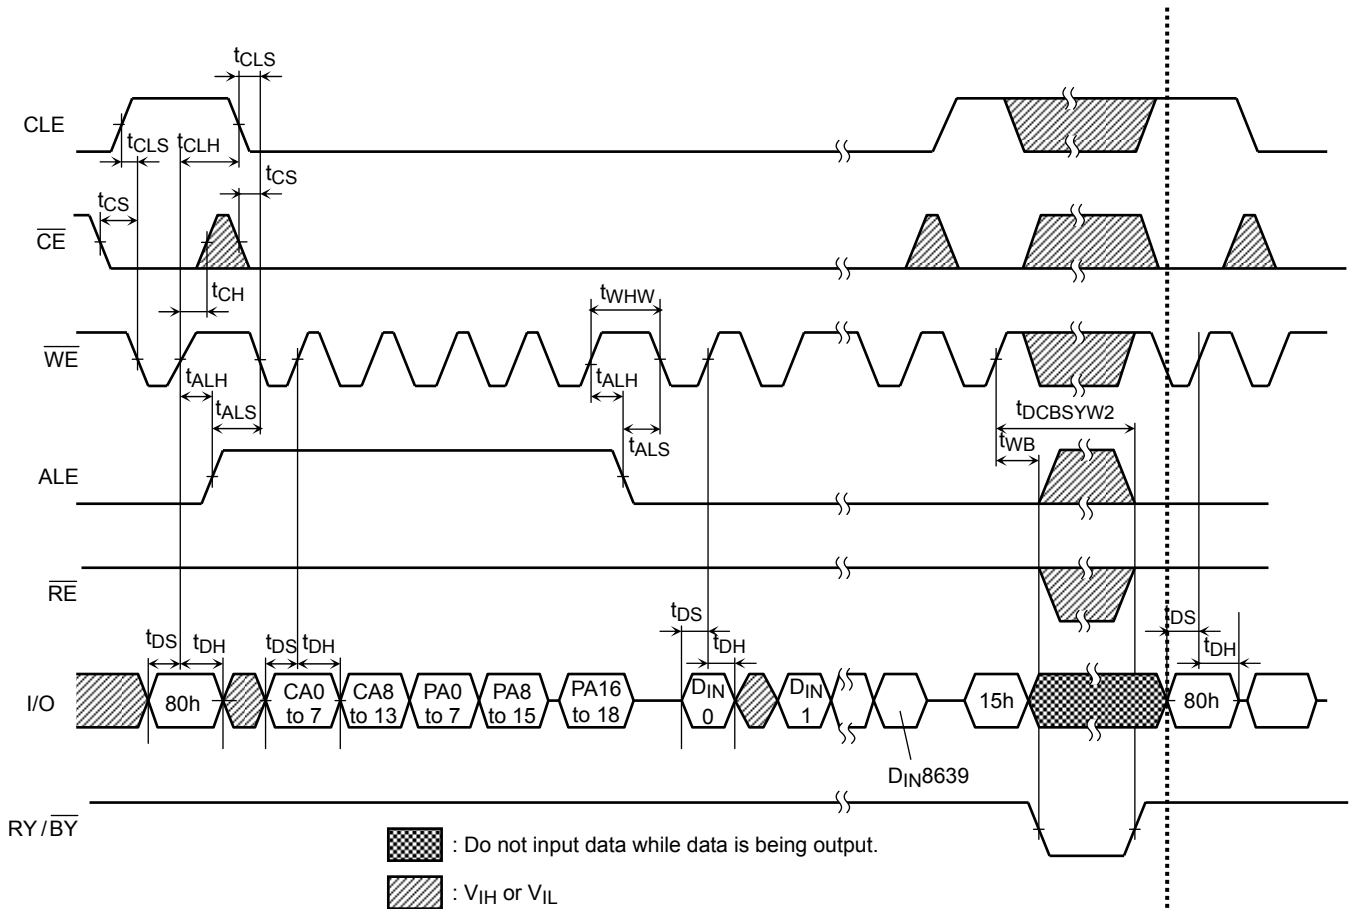 tCLS
CLE
tCLS
tCLH
tCS
tCS
CE
tCH
tWHW
WE
tALH
tALH
tALS
tDCBSYW2
tALS
tWB
ALE
RE
tDS
tDS
tDH
tDS
tDH
tDH
DS
tDH
I/O
80h
CA0
to 7
CA8
to 13
PA0
to 7
PA8
to 15
PA16
to 18
DIN
0
DIN
1
15h
80h
DIN8639
RY/BY
: Do not input data while data is being output.
: VIH or VIL